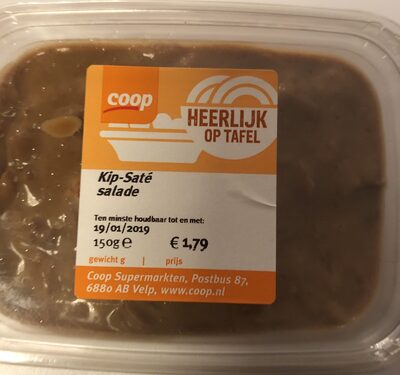 coop
HEERLIJK
OP TAFEL
Kip-Saté
salade
Ten minste houdbaar tot en met:
19/01/2019
150g e € 1,79
gewicht g | prijs
Coop Supermarkten, Postbus 87,
6880 AB Velp, www.coop.nl